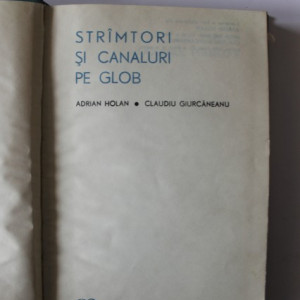 STRÎMTORI
ȘI CANALURI
PE GLOB
ADRIAN HOLAN ● CLAUDIU GIURCĂNEANU